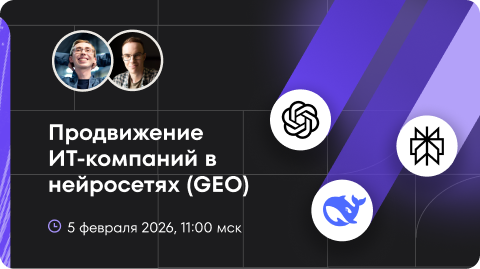 Продвижение
ИТ-компаний в
нейросетях (GEO)
5 февраля 2026, 11:00 мск